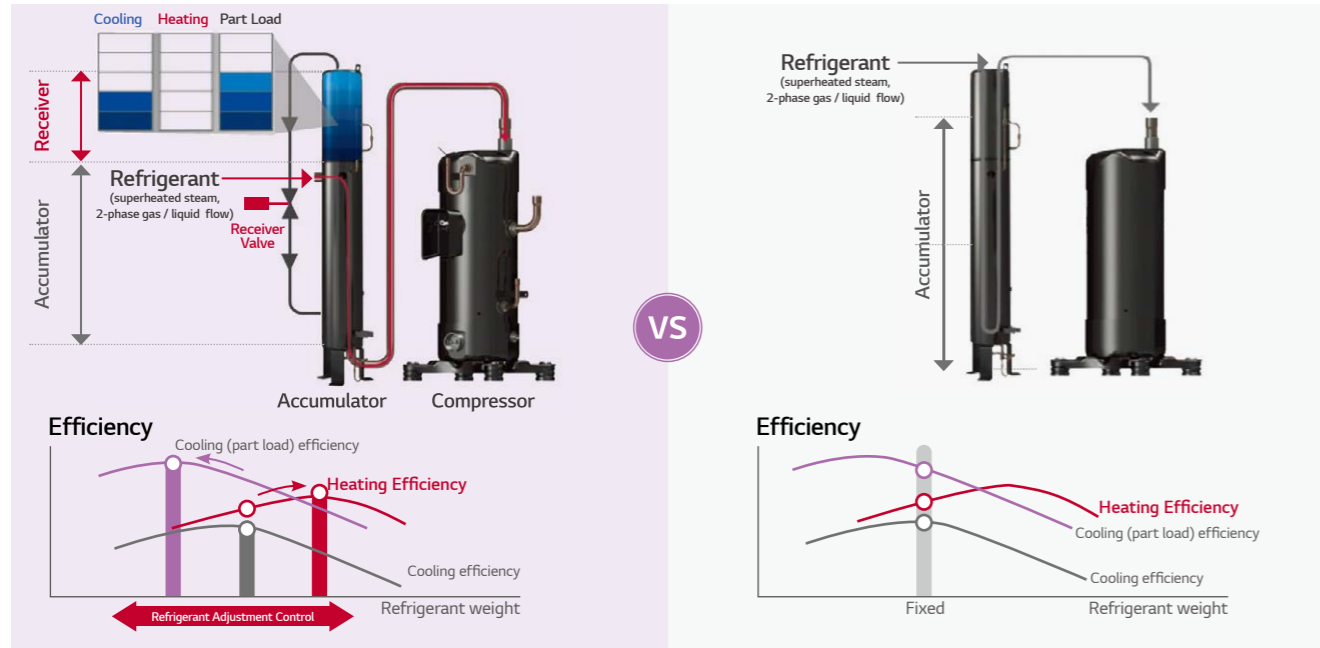 Cooling Heating Part Load
Receiver
Accumulator
Refrigerant
(superheated steam,
2-phase gas / liquid flow)
Receiver
Valve
Accumulator Compressor
Efficiency
Cooling (part load) efficiency
Heating Efficiency
Cooling efficiency
Refrigerant weight
Refrigerant Adjustment Control
VS
Refrigerant
(superheated steam,
2-phase gas / liquid flow)
Accumulator
Efficiency
Heating Efficiency
Cooling (part load) efficiency
Cooling efficiency
Fixed
Refrigerant weight